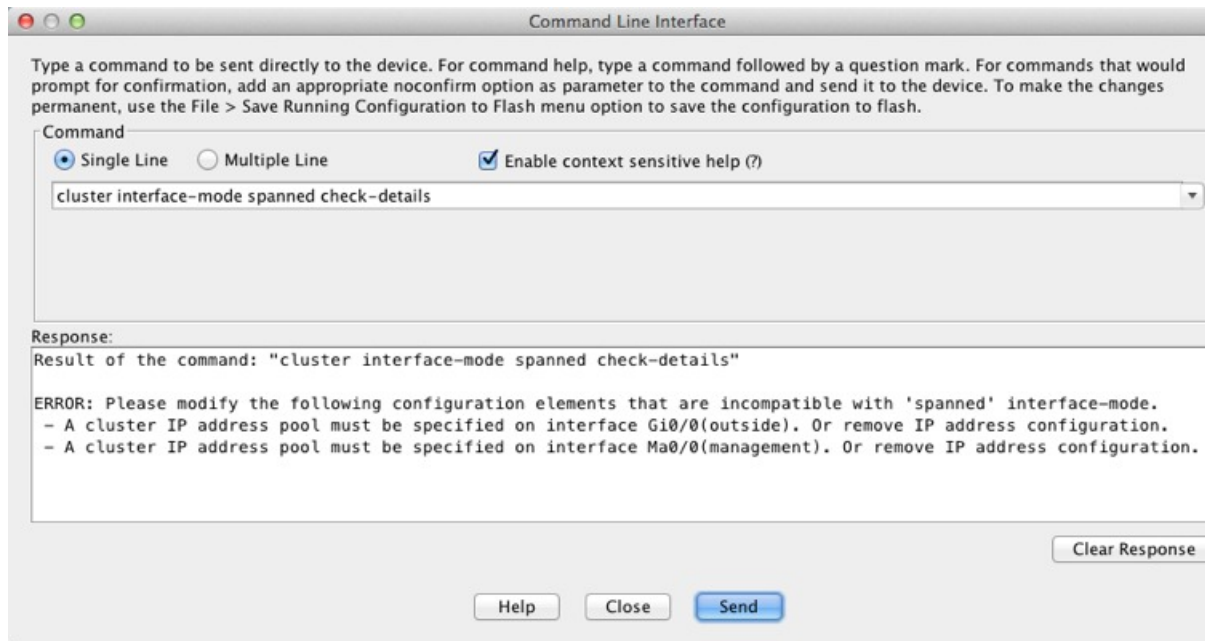 Command Line Interface
Type a command to be sent directly to the device. For command help, type a command followed by a question mark. For commands that would
prompt for confirmation, add an appropriate noconfirm option as parameter to the command and send it to the device. To make the changes
permanent, use the File > Save Running Configuration to Flash menu option to save the configuration to flash.
Command
Single Line Multiple Line Enable context sensitive help (?)
cluster interface-mode spanned check-details
Response:
Result of the command: "cluster interface-mode spanned check-details"
ERROR: Please modify the following configuration elements that are incompatible with 'spanned' interface-mode.
- A cluster IP address pool must be specified on interface Gi0/0(outside). Or remove IP address configuration.
- A cluster IP address pool must be specified on interface Ma0/0(management). Or remove IP address configuration.
Clear Response
Help Close Send